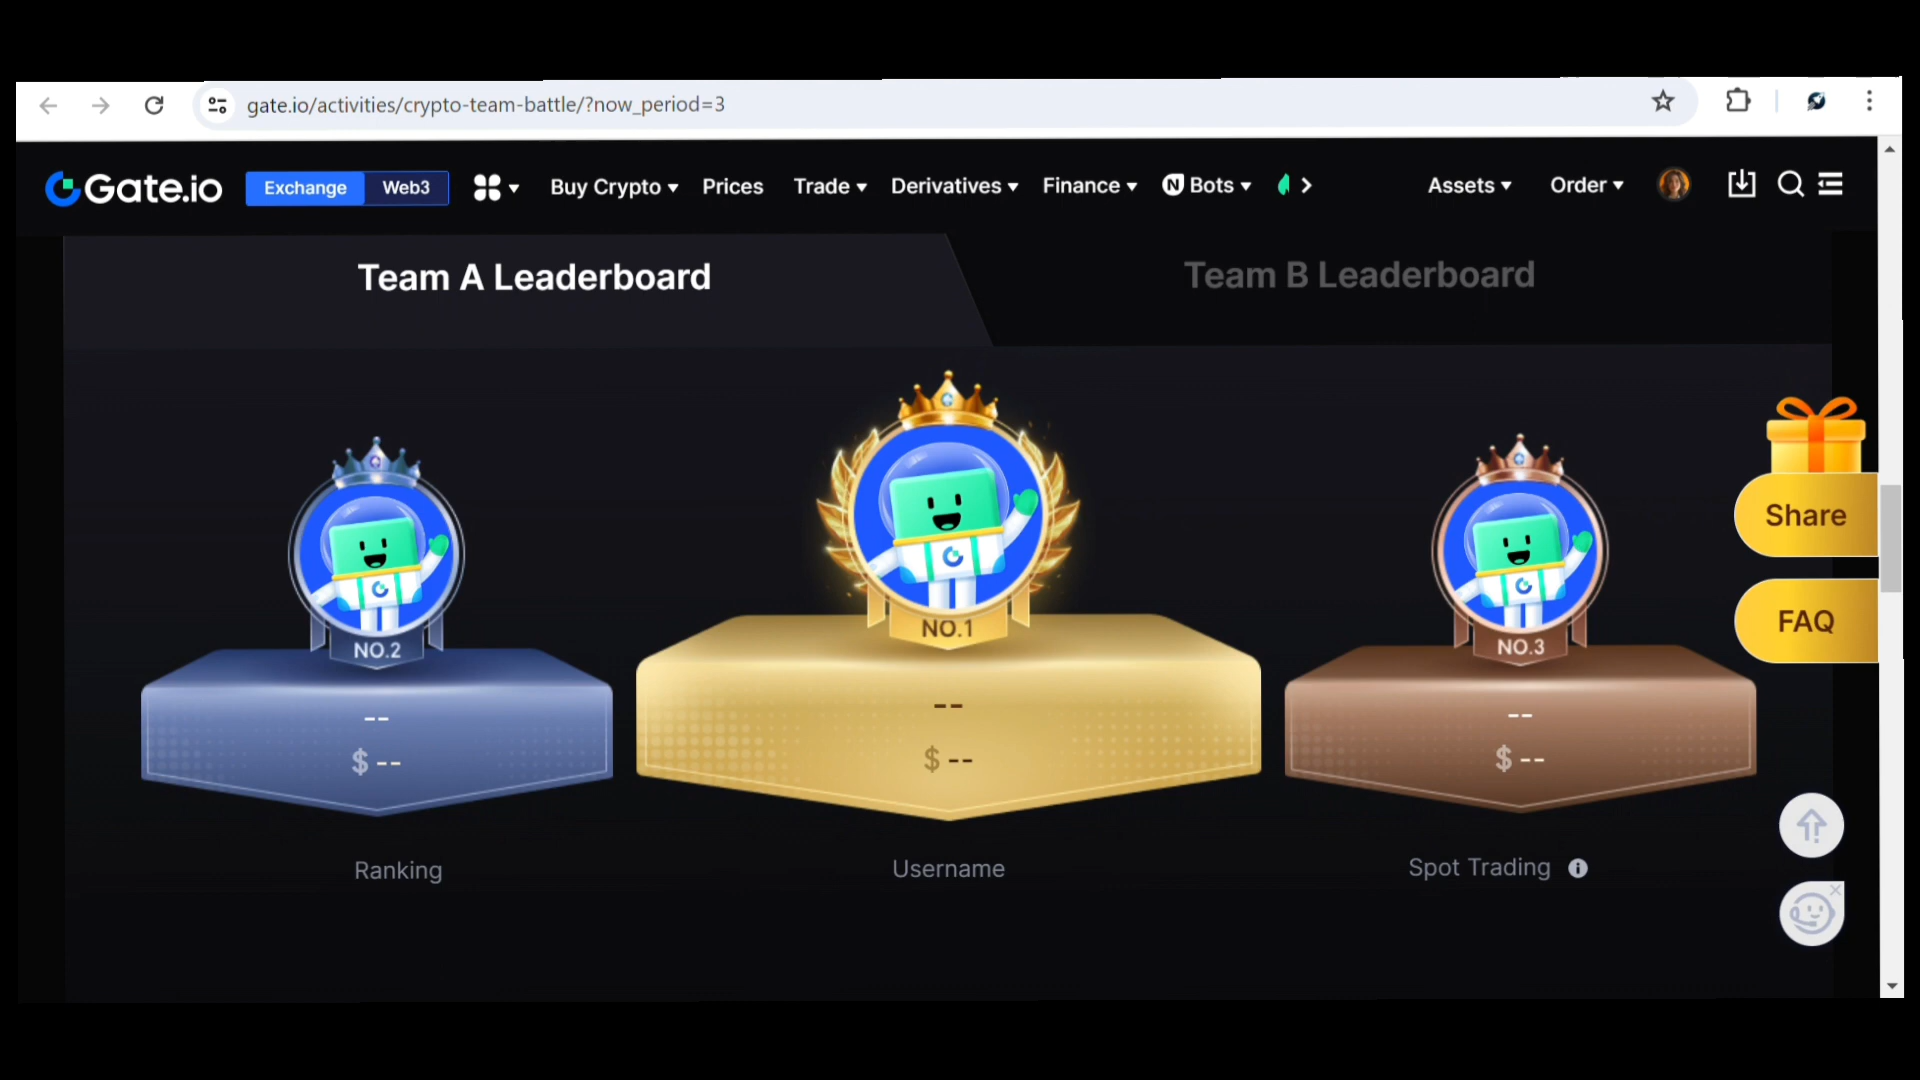 gate.io/activities/crypto-team-battle/?now_period=3
Gate.io Exchange Web3 Buy Crypto Prices Trade Derivatives Finance Bots Assets Order
Team A Leaderboard Team B Leaderboard
NO.2 NO.1 NO.3
-- -- --
$ -- $ -- $ --
Share
FAQ
Ranking Username Spot Trading